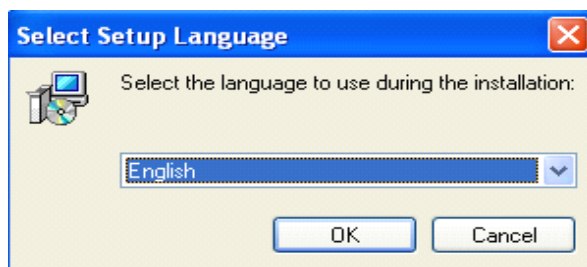 Select Setup Language
Select the language to use during the installation:
English
OK
Cancel